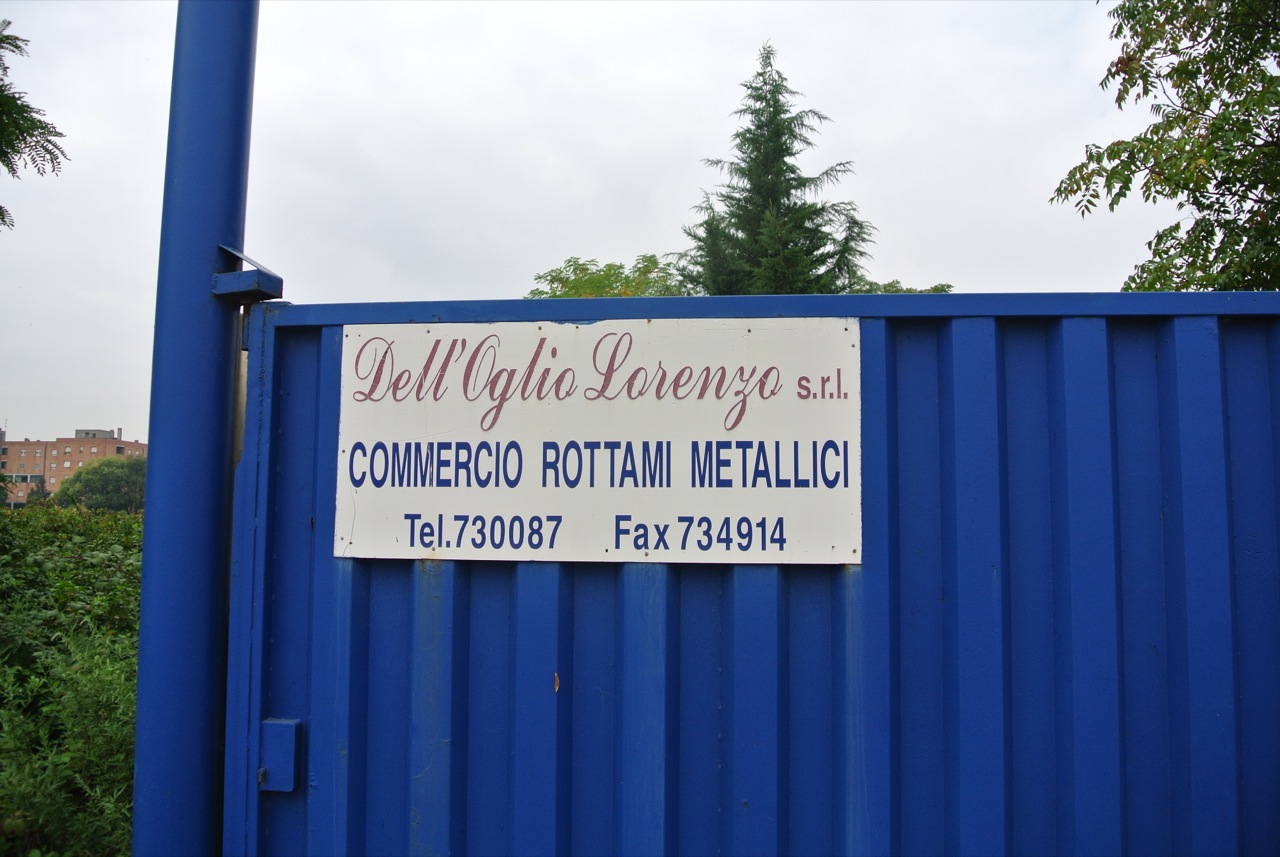 Dell'Oglio Lorenzo s.r.l.
COMMERCIO ROTTAMI METALLICI
Tel.730087 Fax 734914